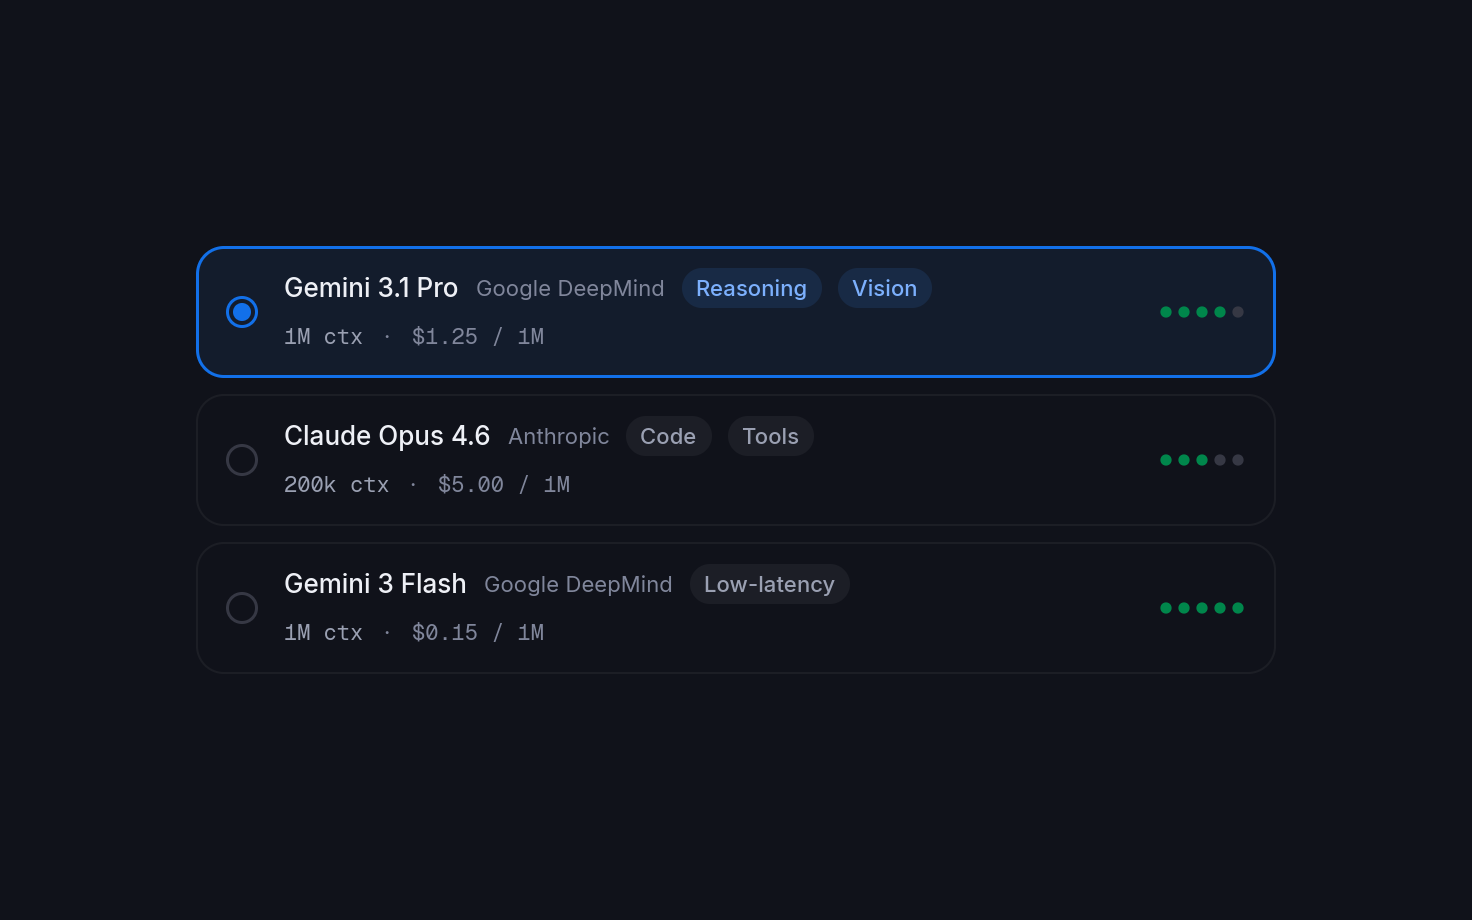 Gemini 3.1 Pro Google DeepMind Reasoning Vision
1M ctx · $1.25 / 1M
Claude Opus 4.6 Anthropic Code Tools
200k ctx · $5.00 / 1M
Gemini 3 Flash Google DeepMind Low-latency
1M ctx · $0.15 / 1M